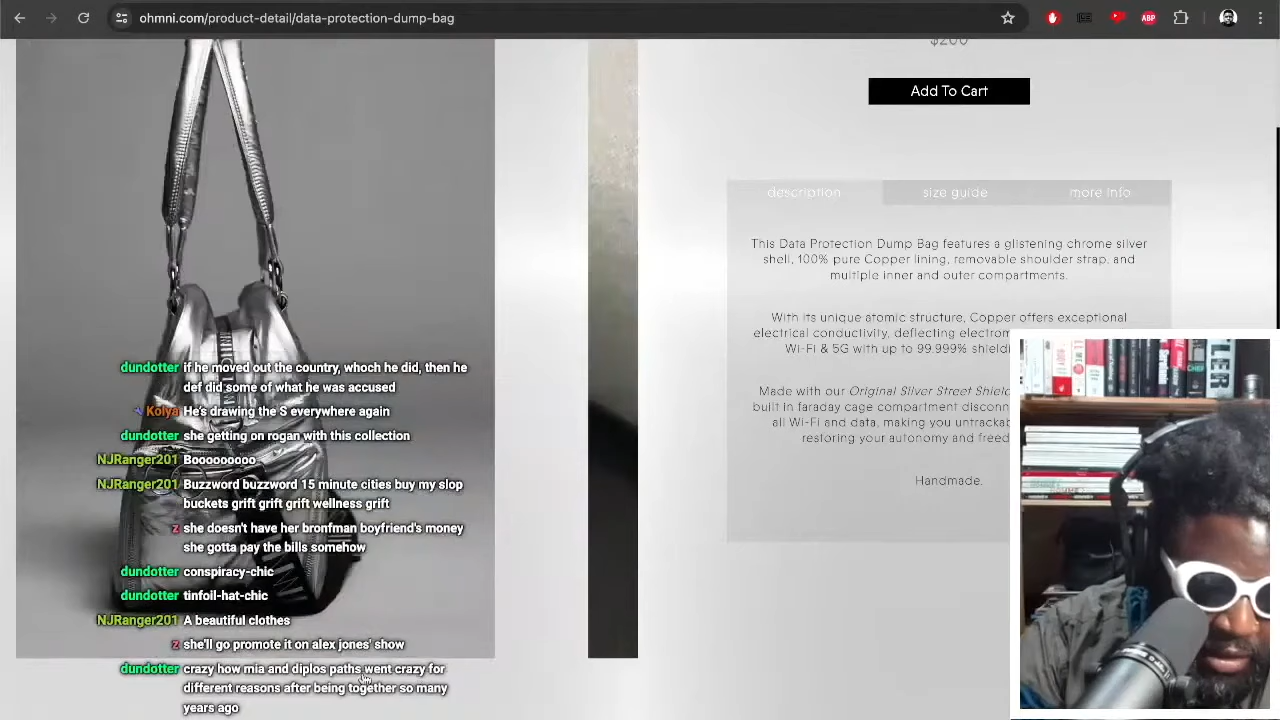 ohmni.com/product-detail/data-protection-dump-bag
ABP
$200
Add To Cart
description
size guide
more info
This Data Protection Dump Bag features a glistening chrome silver
shell, 100% pure Copper lining, removable shoulder strap, and
multiple inner and outer compartments.
With its unique atomic structure, Copper offers exceptional
electrical conductivity, deflecting electrom
Wi-Fi & 5G with up to 99.999% shieldi
Made with our Original Silver Street Shield
built in faraday cage compartment disconn
all Wi-Fi and data, making you untrackab
restoring your autonomy and freed
Handmade.
dundotter if he moved out the country, whoch he did, then he
def did some of what he was accused
Kolya He's drawing the S everywhere again
dundotter she getting on rogan with this collection
NJRanger201 Booooooooo
NJRanger201 Buzzword buzzword 15 minute cities buy my slop
buckets grift grift grift wellness grift
z she doesn't have her bronfman boyfriend's money
she gotta pay the bills somehow
dundotter conspiracy-chic
dundotter tinfoil-hat-chic
NJRanger201 A beautiful clothes
z she'll go promote it on alex jones' show
dundotter crazy how mia and diplos paths went crazy for
different reasons after being together so many
years ago